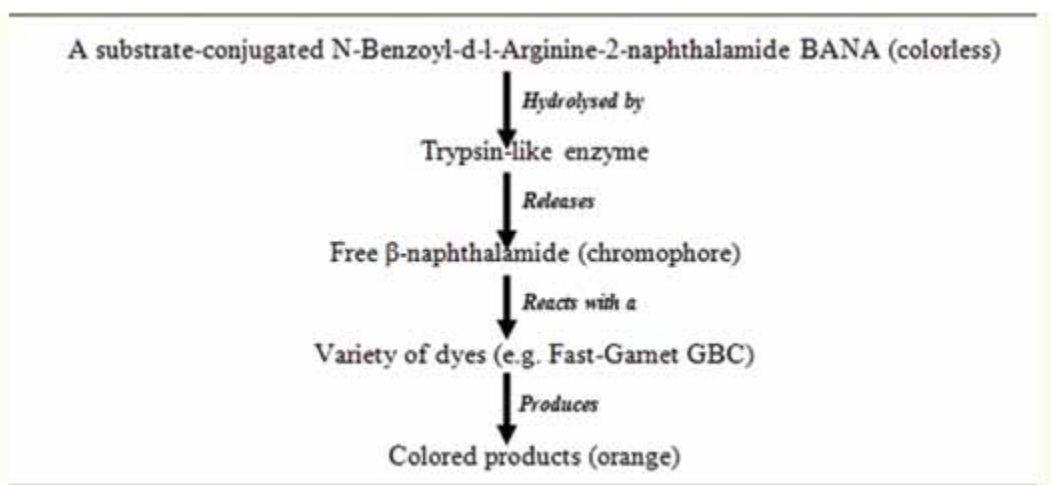 A substrate-conjugated N-Benzoyl-d-l-Arginine-2-naphthalamide BANA (colorless)
Hydrolysed by
Trypsin-like enzyme
Releases
Free β-naphthalamide (chromophore)
Reacts with a
Variety of dyes (e.g. Fast-Garnet GBC)
Produces
Colored products (orange)